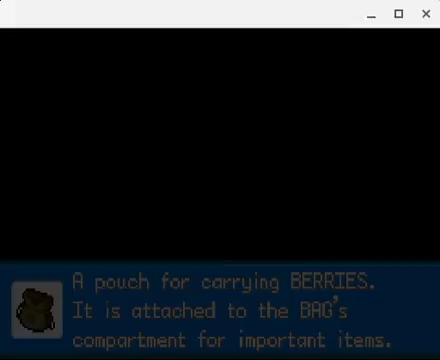 A pouch for carrying BERRIES.
It is attached to the BAG's
compartment for important items.